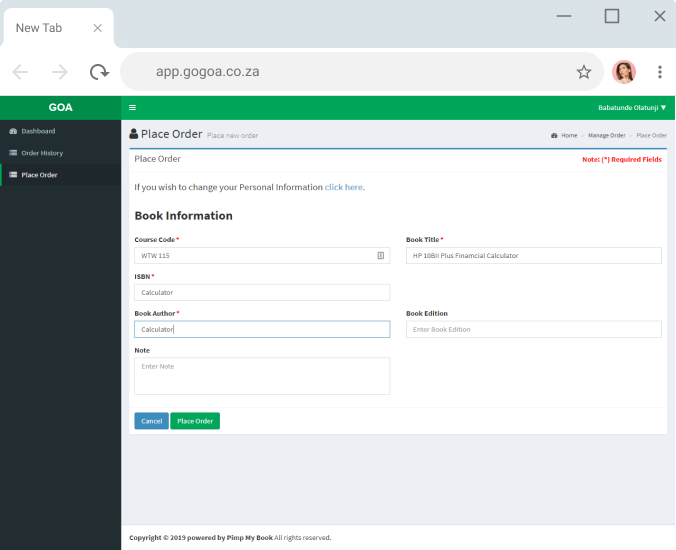 New Tab
app.gogoa.co.za
GOA
Babatunde Olatunji
Dashboard
Order History
Place Order
Place Order Place new order
Home - Manage Order - Place Order
Place Order
Note: (*) Required Fields
If you wish to change your Personal Information click here.
Book Information
Course Code *
Book Title *
WTW 115
HP 10BII Plus Finamcial Calculator
ISBN *
Calculator
Book Author *
Book Edition
Calculator
Enter Book Edition
Note
Enter Note
Cancel
Place Order
Copyright © 2019 powered by Pimp My Book All rights reserved.